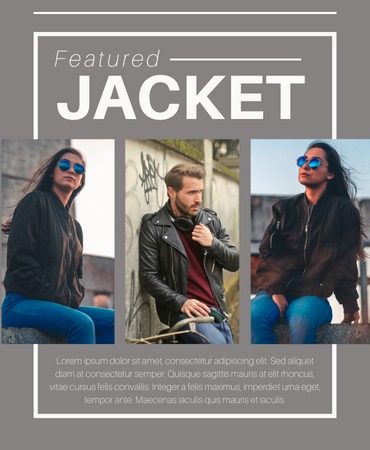 Featured
JACKET
Lorem ipsum dolor sit amet, consectetur adipiscing elit. Sed aliquet
diam at consectetur posuere. Quisque sagittis felis at elit rhoncus,
vitae cursus felis convallis. Integer a felis maximus, imperdiet urna eget,
tempor ante. Maecenas iaculis quis mauris et iaculis.